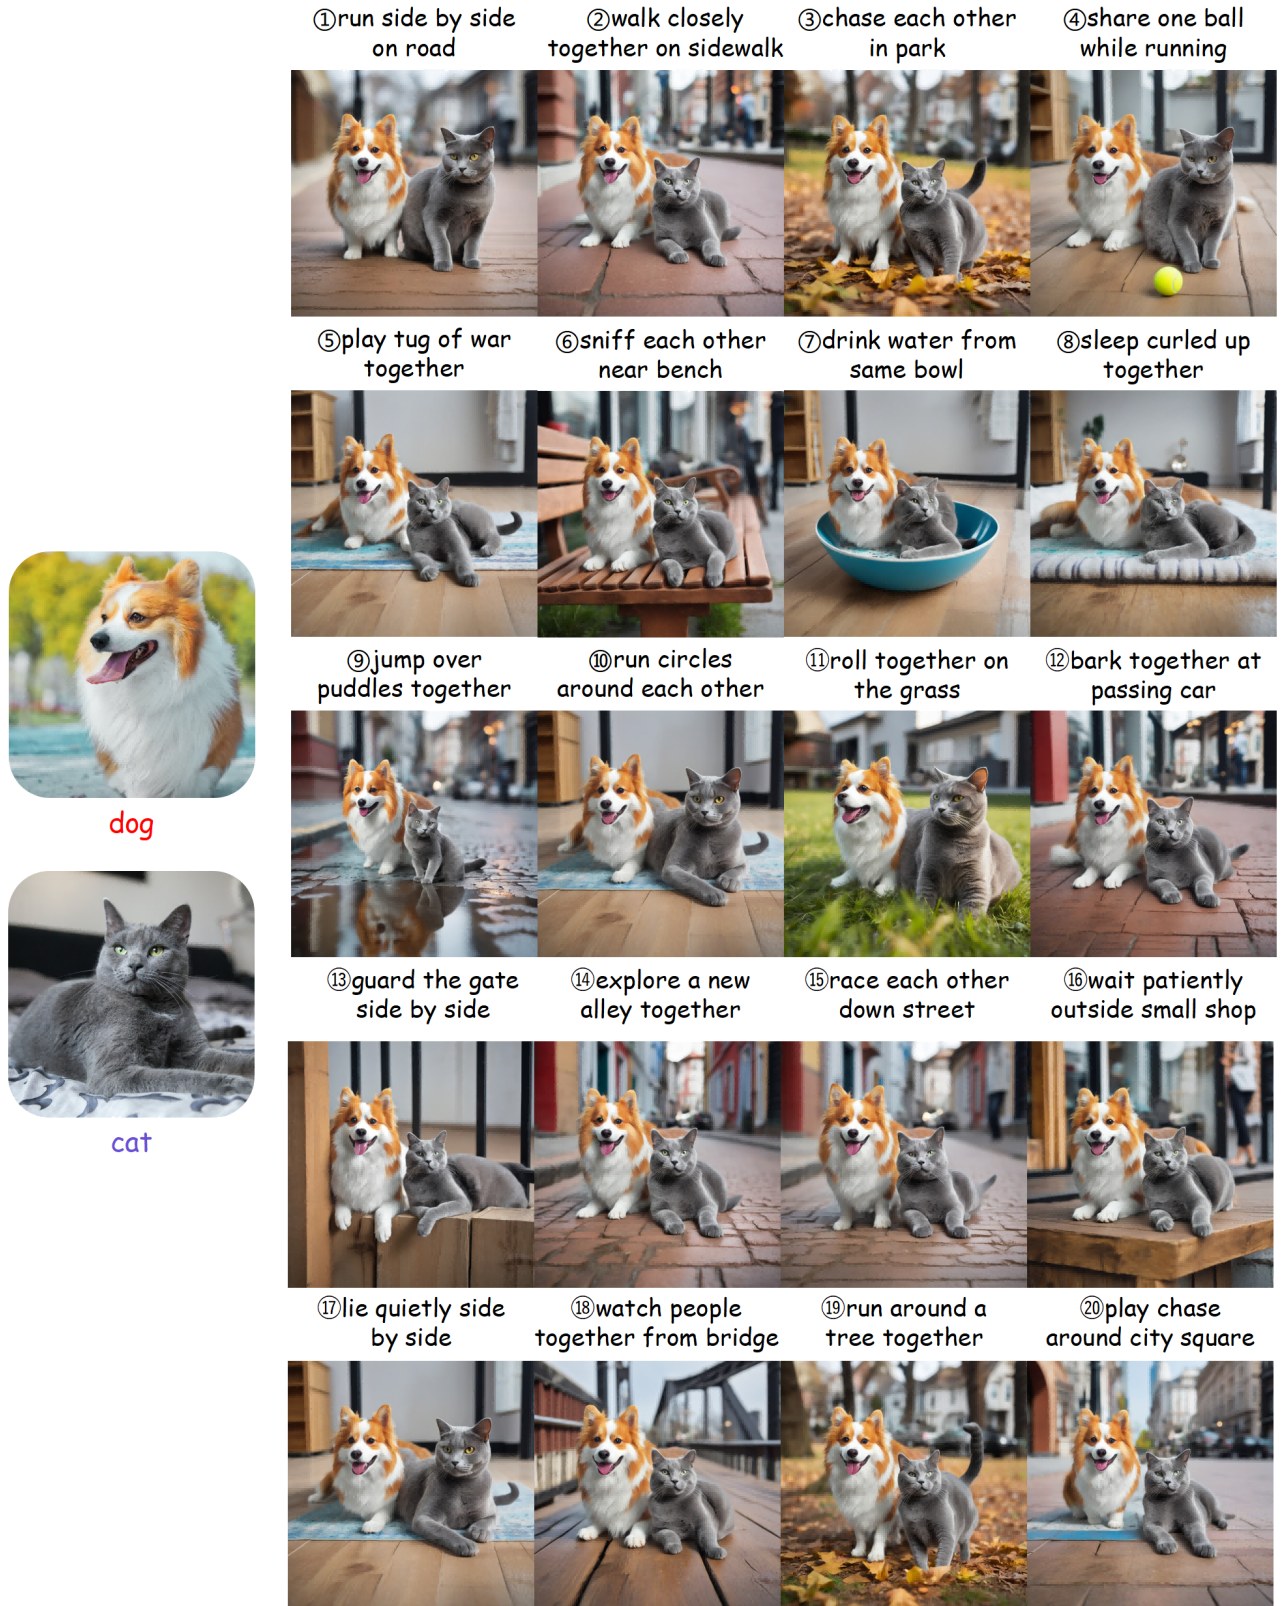 ①run side by side
on road
②walk closely
together on sidewalk
③chase each other
in park
④share one ball
while running
⑤play tug of war
together
⑥sniff each other
near bench
⑦drink water from
same bowl
⑧sleep curled up
together
dog
⑨jump over
puddles together
⑩run circles
around each other
⑪roll together on
the grass
⑫bark together at
passing car
cat
⑬guard the gate
side by side
⑭explore a new
alley together
⑮race each other
down street
⑯wait patiently
outside small shop
⑰lie quietly side
by side
⑱watch people
together from bridge
⑲run around a
tree together
⑳play chase
around city square